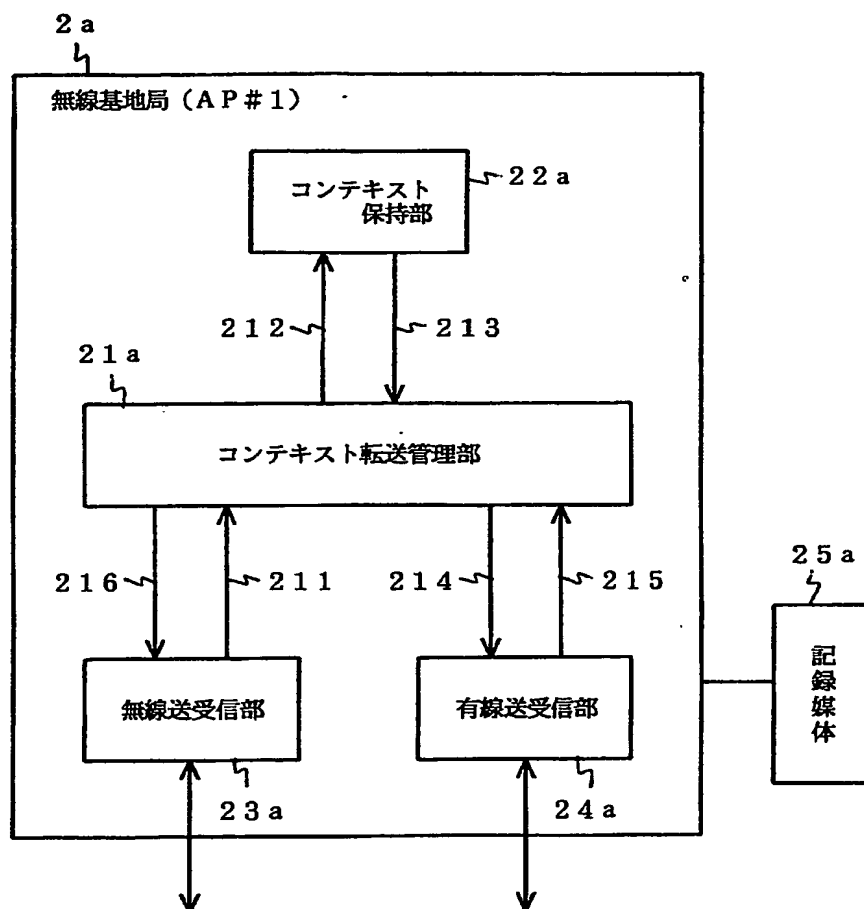 ２ａ
無線基地局（ＡＰ＃１）
コンテキスト
保持部
２２ａ
２１２
２１３
２１ａ
コンテキスト転送管理部
２１６
２１１
２１４
２１５
２５ａ
無線送受信部
有線送受信部
記録媒体
２３ａ
２４ａ